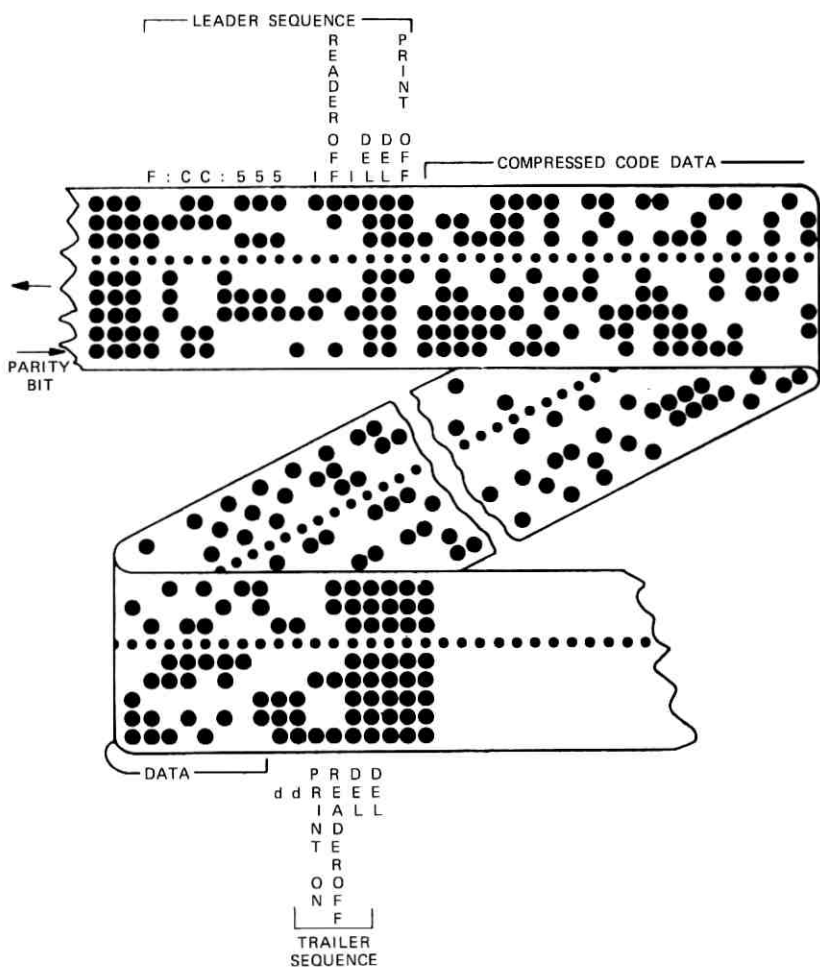 LEADER SEQUENCE
READER OFF
PRINT OFF
DEL
DEL
F : C C : 5 5 5 I I
COMPRESSED CODE DATA
PARITY
BIT
DATA
d d
PRINT ON
READER OFF
DEL
DEL
TRAILER
SEQUENCE